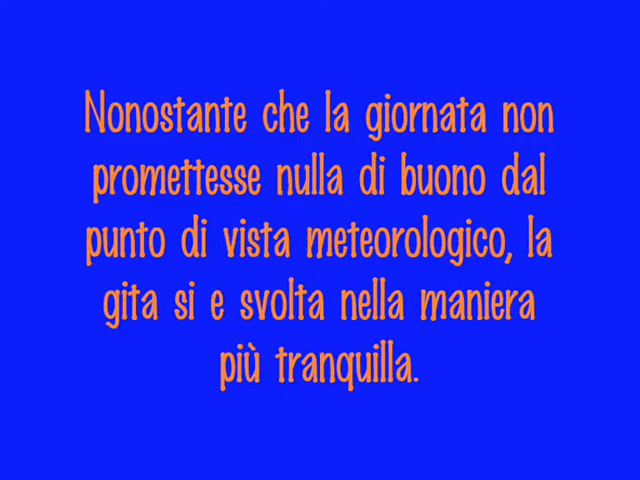 Nonostante che la giornata non
promettesse nulla di buono dal
punto di vista meteorologico, la
gita si e svolta nella maniera
più tranquilla.